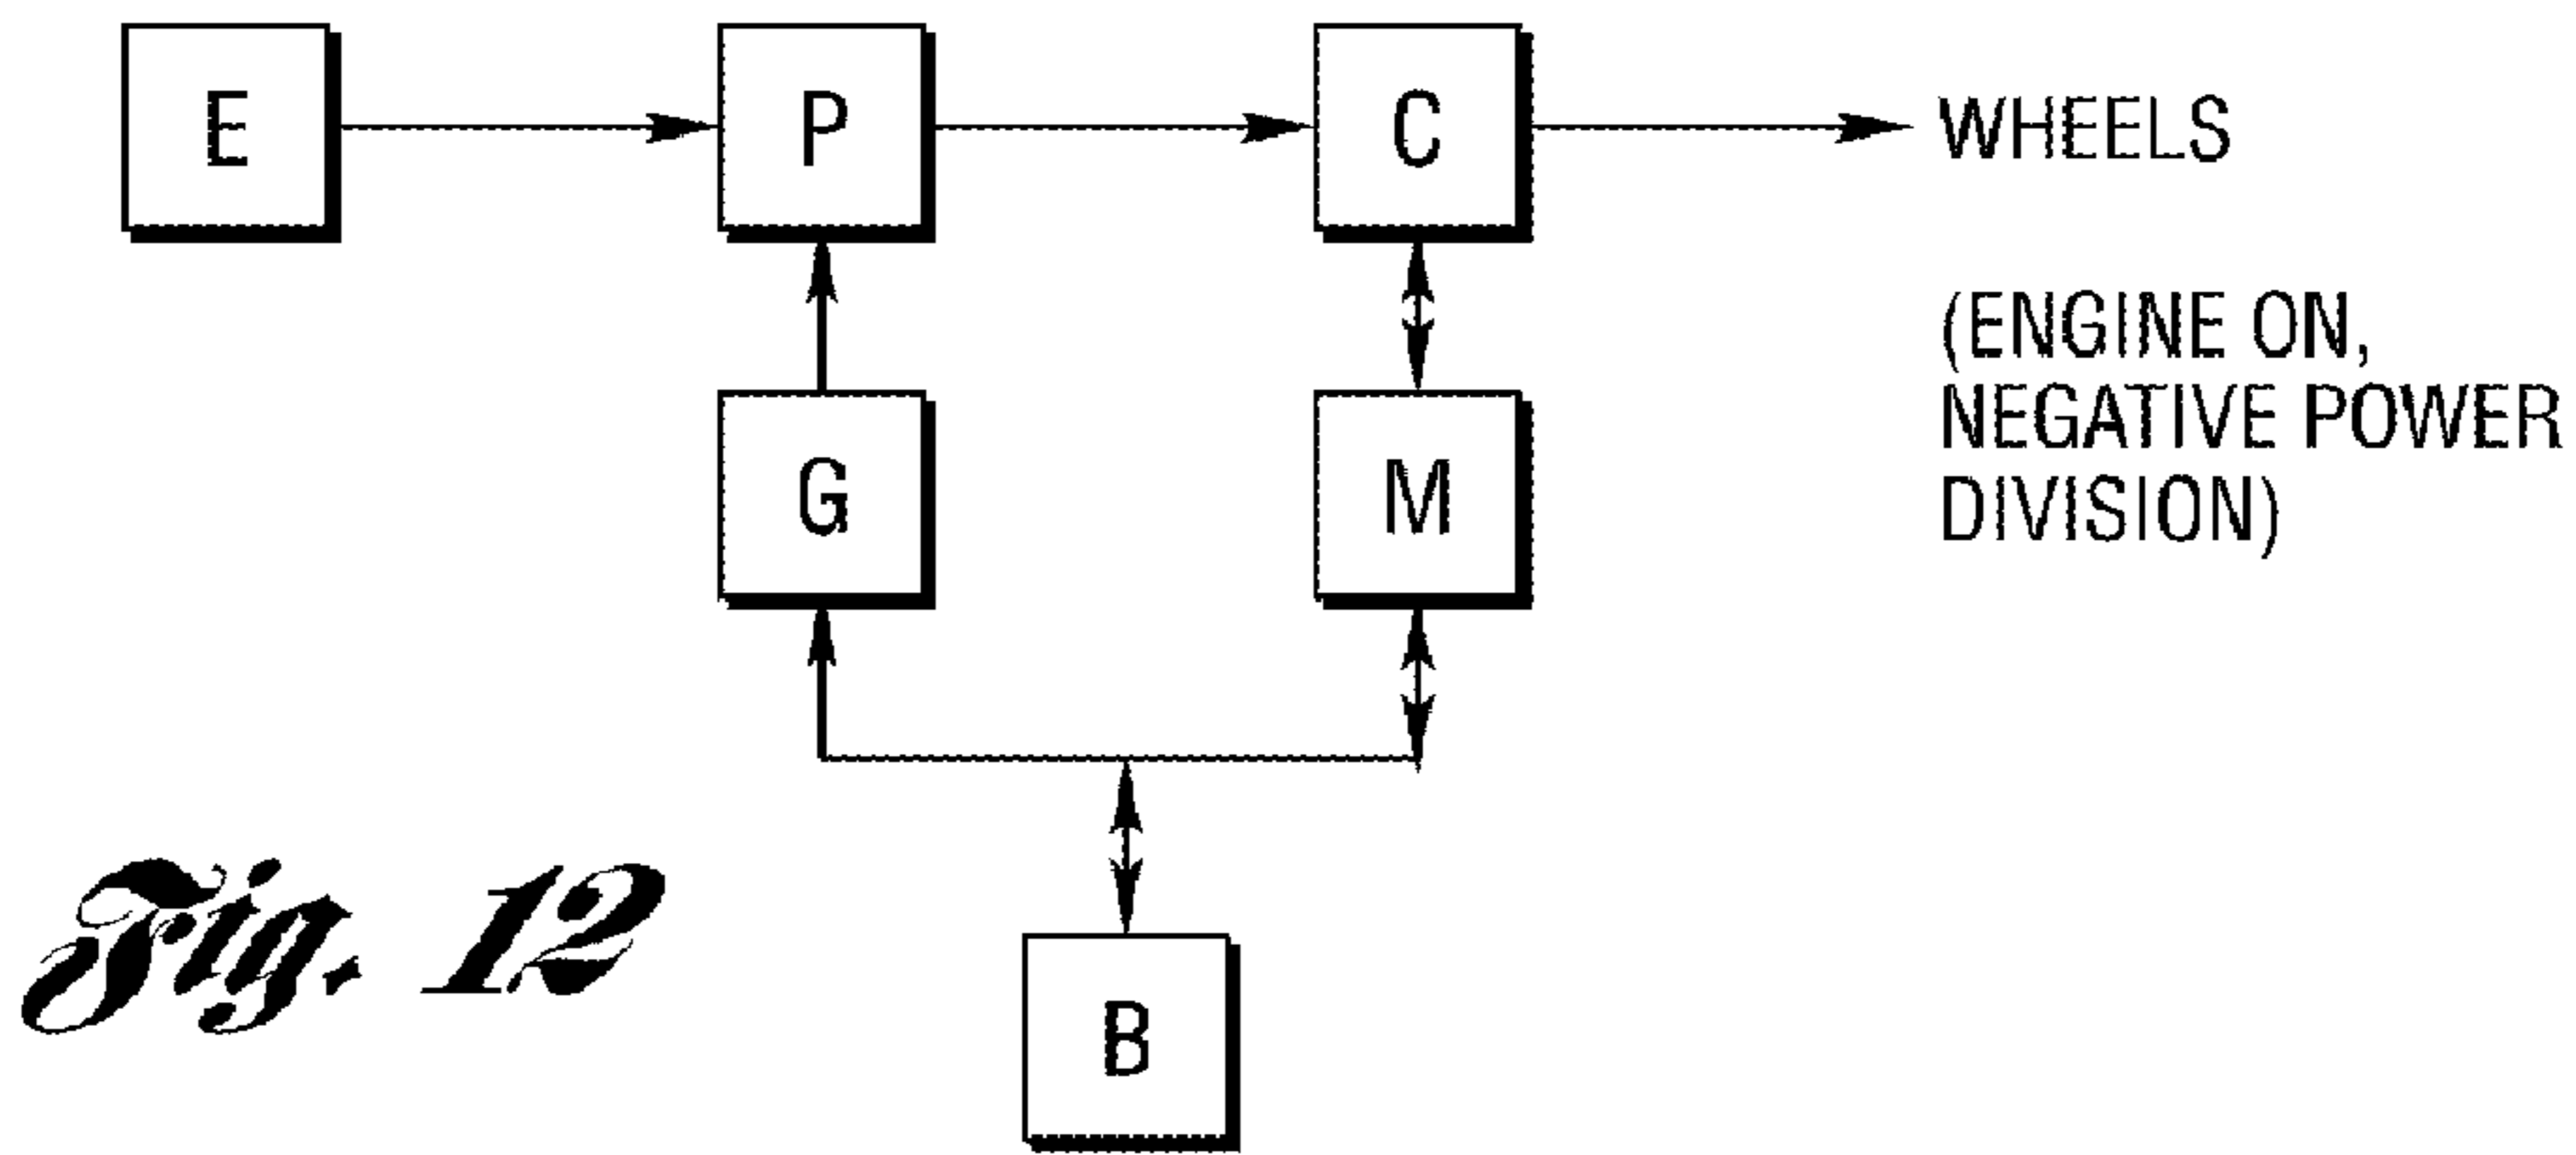 E
P
C
WHEELS
(ENGINE ON,
NEGATIVE POWER
DIVISION)
G
M
B
Fig. 12